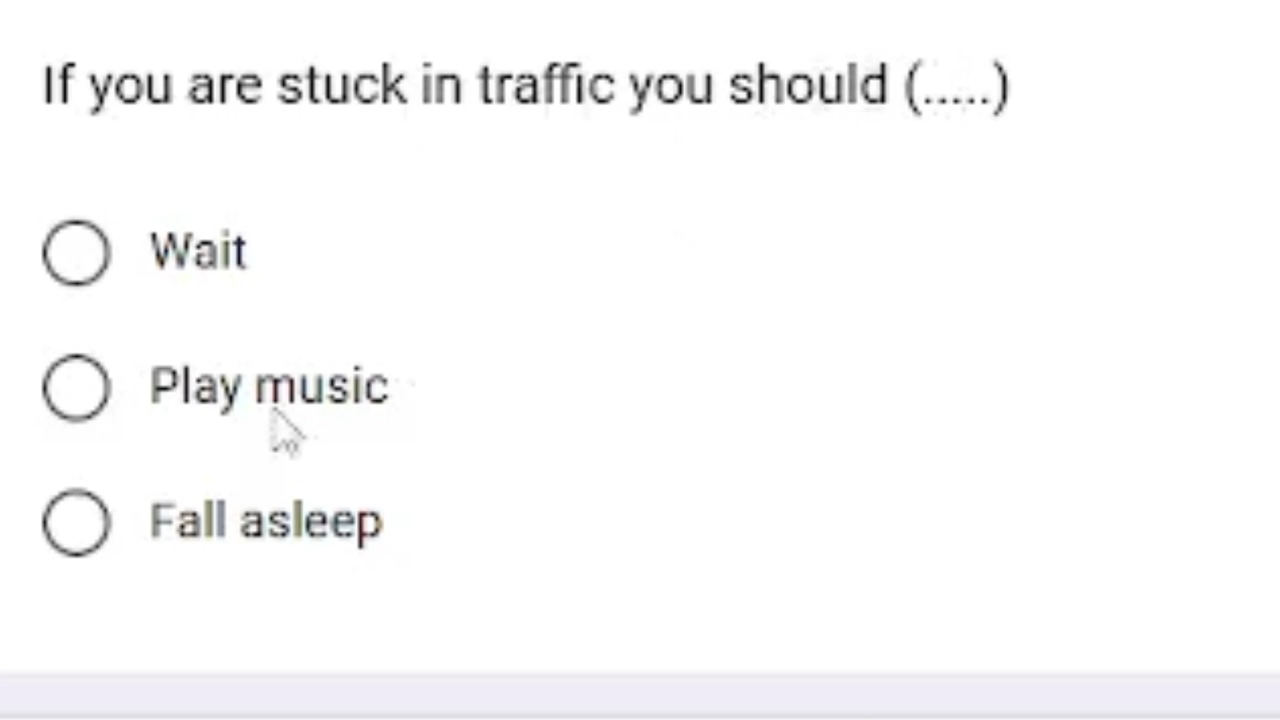 If you are stuck in traffic you should (.....)
Wait
Play music
Fall asleep